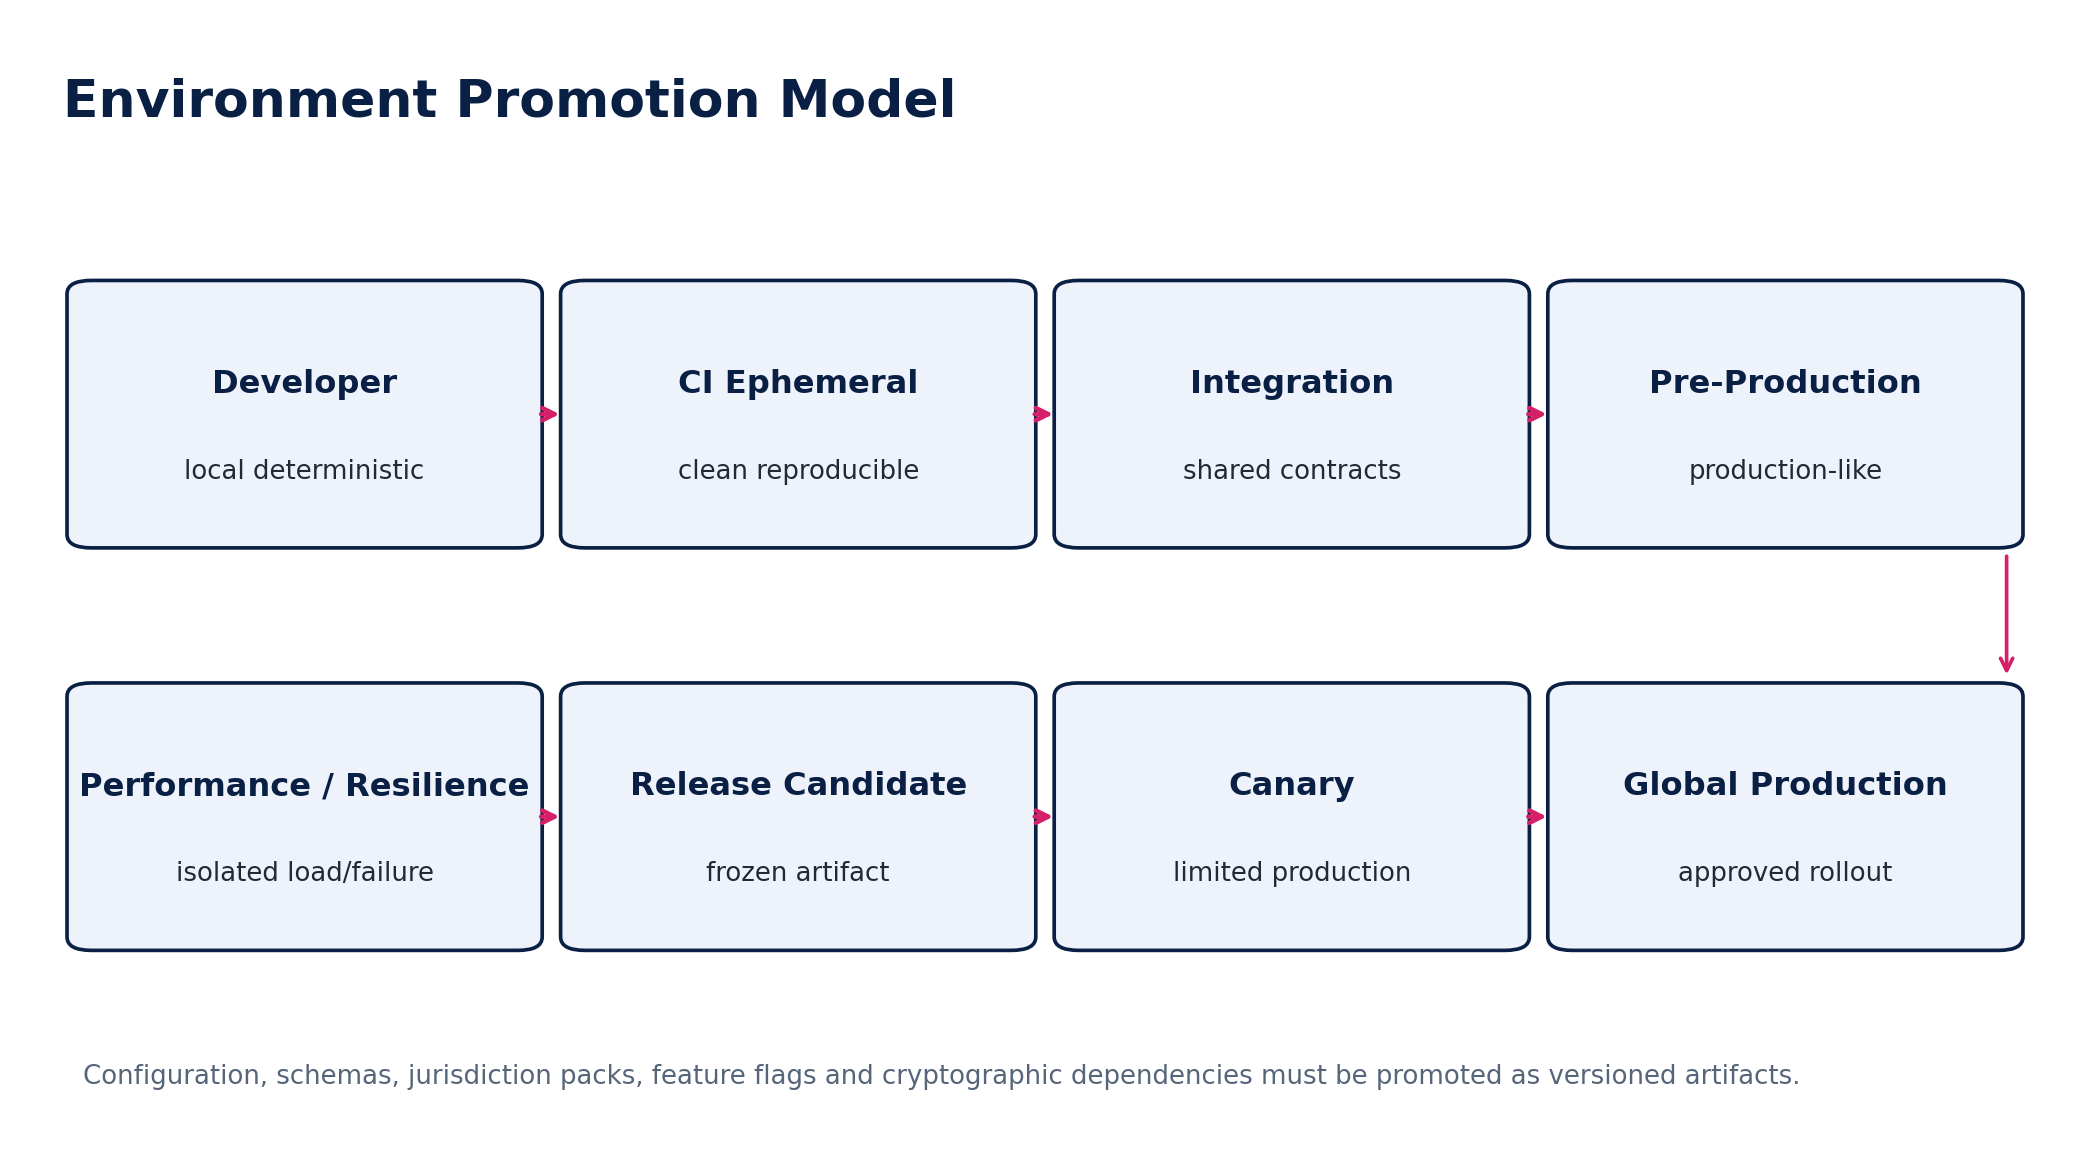 Environment Promotion Model
Developer
local deterministic
CI Ephemeral
clean reproducible
Integration
shared contracts
Pre-Production
production-like
Performance / Resilience
isolated load/failure
Release Candidate
frozen artifact
Canary
limited production
Global Production
approved rollout
Configuration, schemas, jurisdiction packs, feature flags and cryptographic dependencies must be promoted as versioned artifacts.